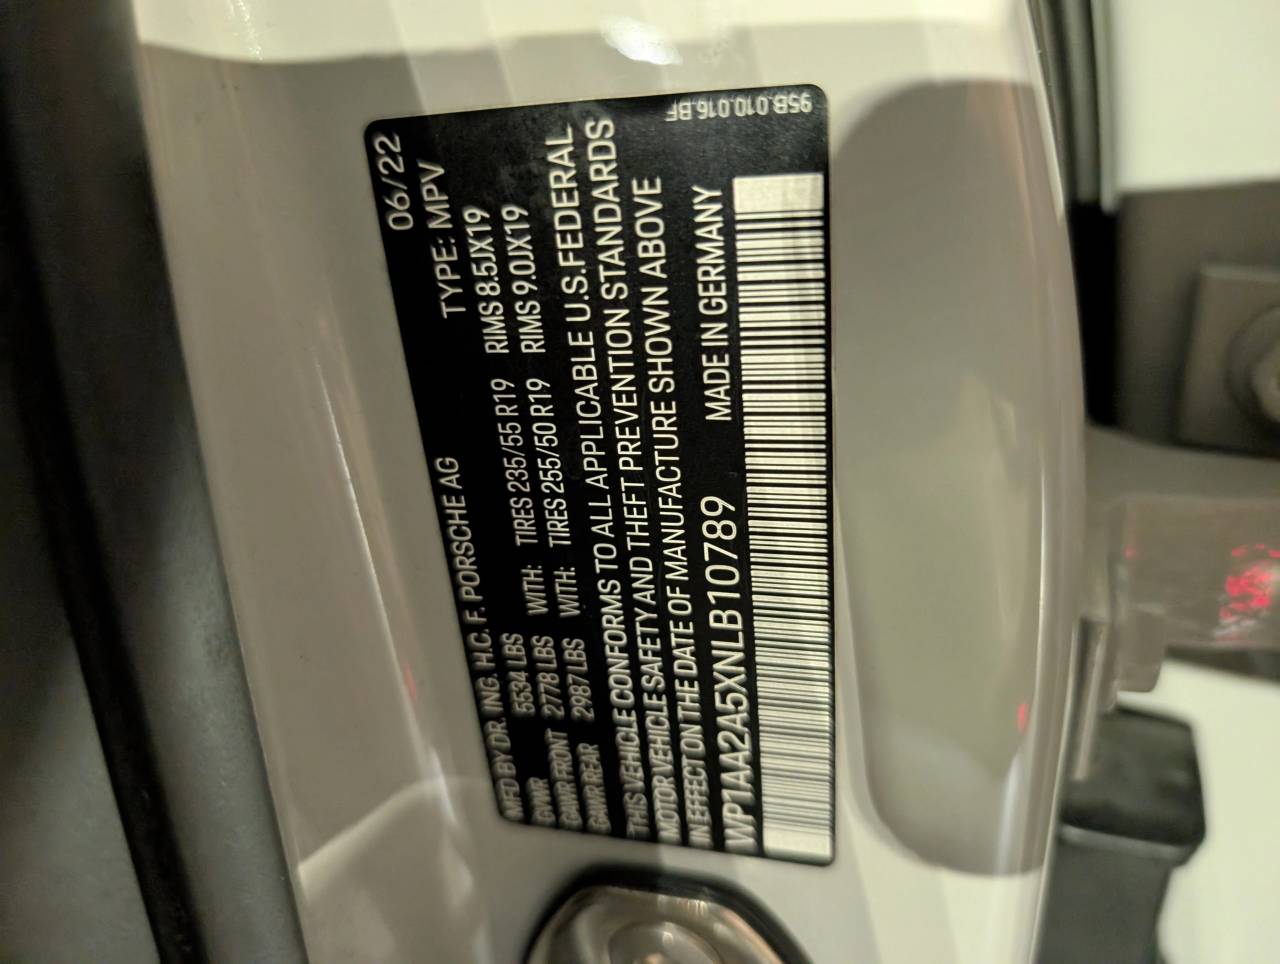 MFD BY DR. ING. H.C. F. PORSCHE AG 06/22
TYPE: MPV
GVWR 5534 LBS
GAWR FRONT 2778 LBS WITH: TIRES 235/55 R19 RIMS 8.5JX19
GAWR REAR 2987 LBS WITH: TIRES 255/50 R19 RIMS 9.0JX19
THIS VEHICLE CONFORMS TO ALL APPLICABLE U.S.FEDERAL
MOTOR VEHICLE SAFETY AND THEFT PREVENTION STANDARDS
IN EFFECT ON THE DATE OF MANUFACTURE SHOWN ABOVE
WP1AA2A5XNLB10789 MADE IN GERMANY
95B.010.016.BF